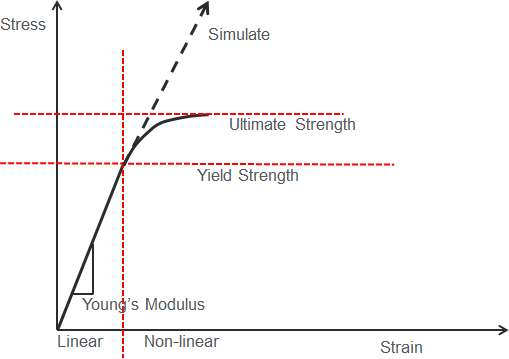 Stress
Simulate
Ultimate Strength
Yield Strength
Young's Modulus
Linear
Non-linear
Strain